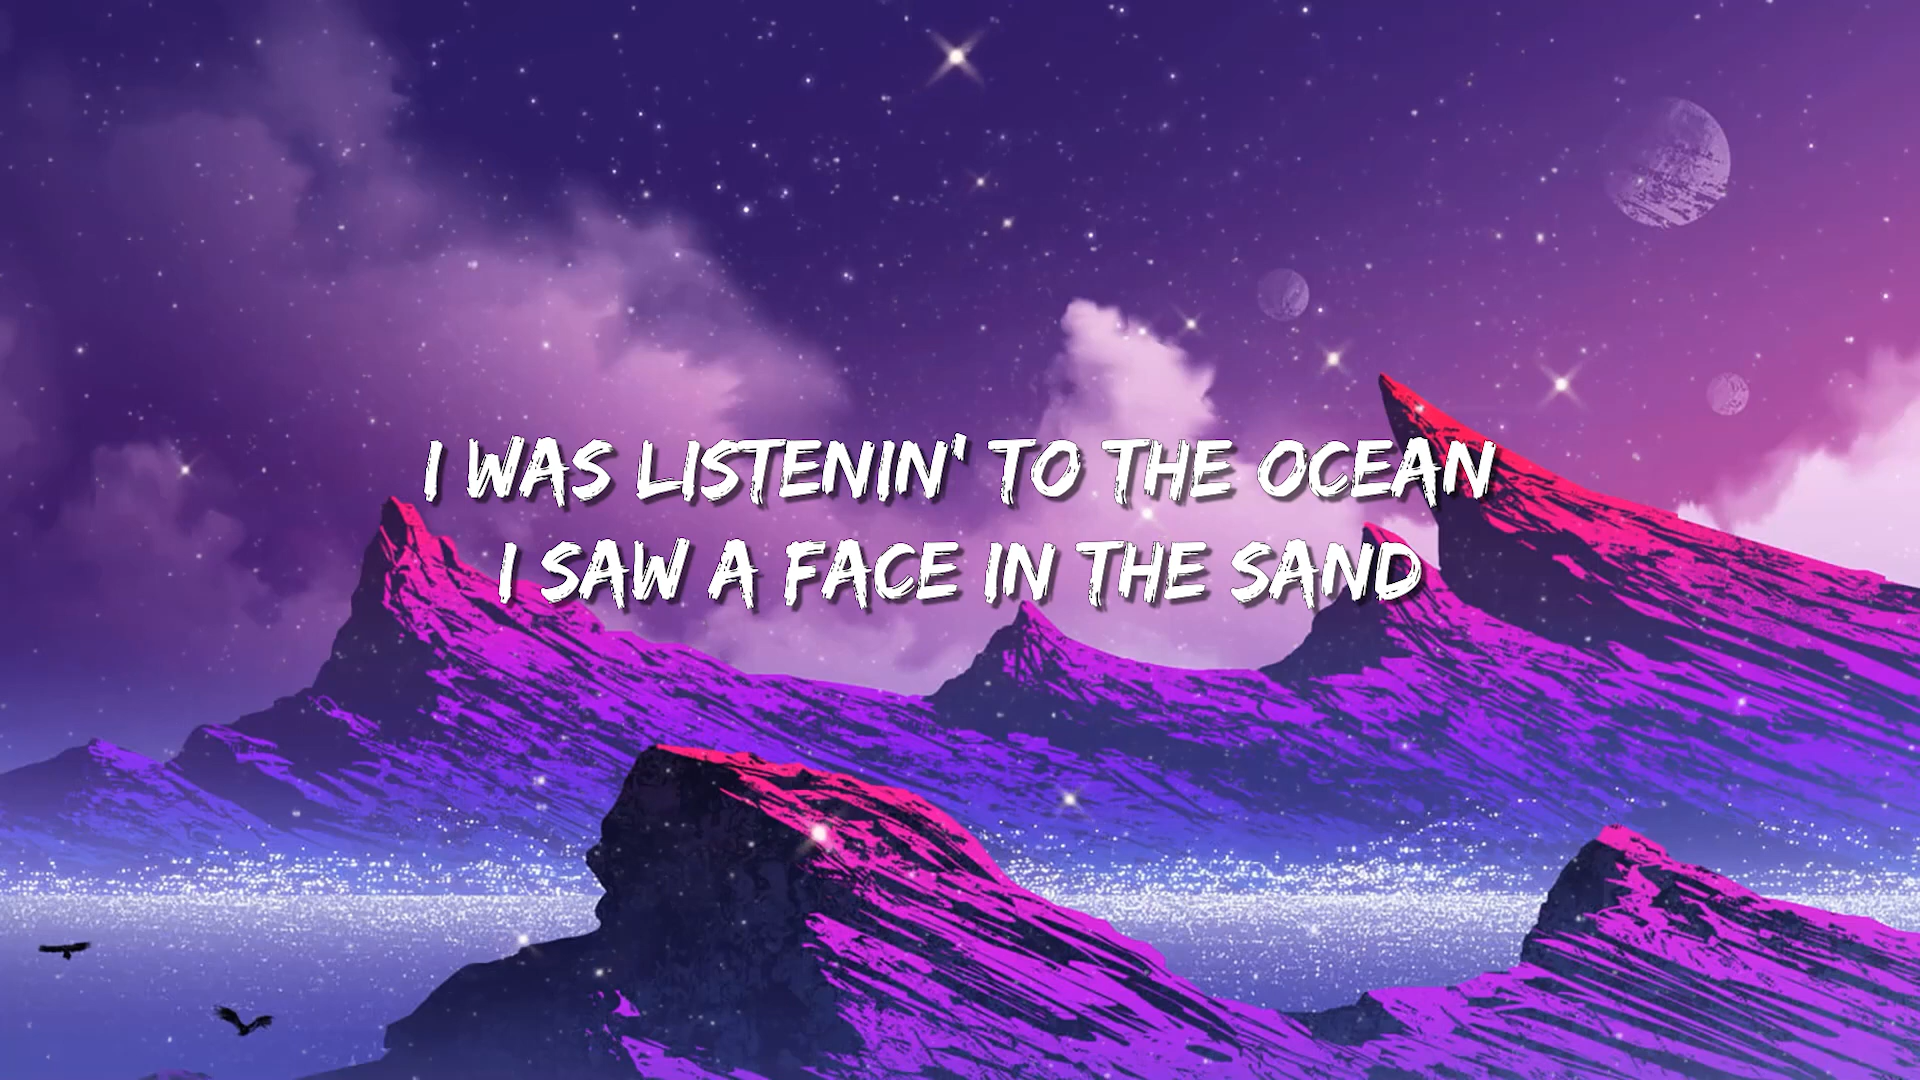 I WAS LISTENIN' TO THE OCEAN
I SAW A FACE IN THE SAND